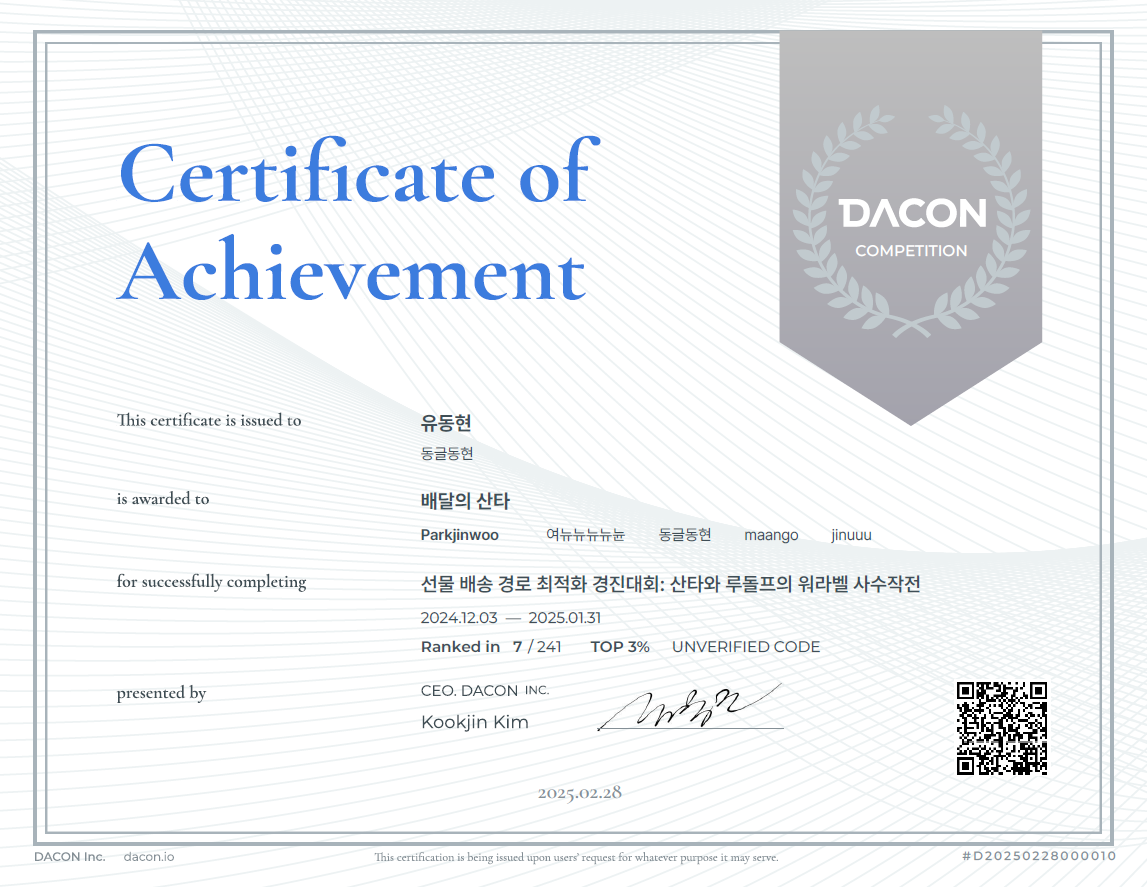 Certificate of
Achievement
DACON
COMPETITION
This certificate is issued to
유동현
동글동현
is awarded to
배달의 산타
Parkjinwoo 여뉴뉴뉴뉴뉸 동글동현 maango jinuuu
for successfully completing
선물 배송 경로 최적화 경진대회: 산타와 루돌프의 워라벨 사수작전
2024.12.03 — 2025.01.31
Ranked in 7 / 241 TOP 3% UNVERIFIED CODE
presented by
CEO. DACON INC.
Kookjin Kim
2025.02.28
DACON Inc. dacon.io
This certification is being issued upon users' request for whatever purpose it may serve.
#D20250228000010